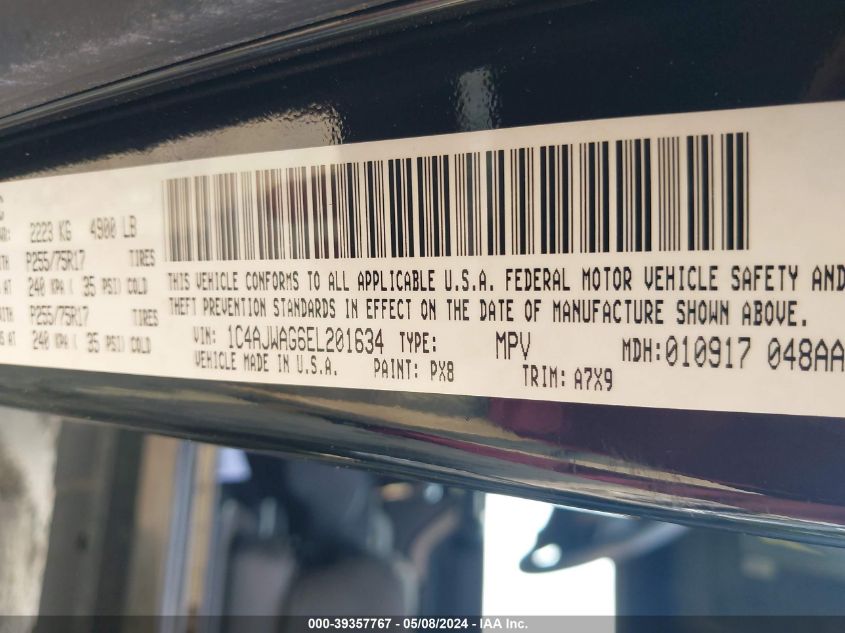 2223 KG 4900 LB
P255/75R17 TIRES
240 KPA ( 35 PSI) COLD
P255/75R17 TIRES
240 KPA ( 35 PSI) COLD
THIS VEHICLE CONFORMS TO ALL APPLICABLE U.S.A. FEDERAL MOTOR VEHICLE SAFETY AND
THEFT PREVENTION STANDARDS IN EFFECT ON THE DATE OF MANUFACTURE SHOWN ABOVE.
VIN: 1C4AJWAG6EL201634 TYPE: MPV MDH: 010917 048AA
VEHICLE MADE IN U.S.A. PAINT: PX8 TRIM: A7X9
000-39357767 - 05/08/2024 - IAA Inc.